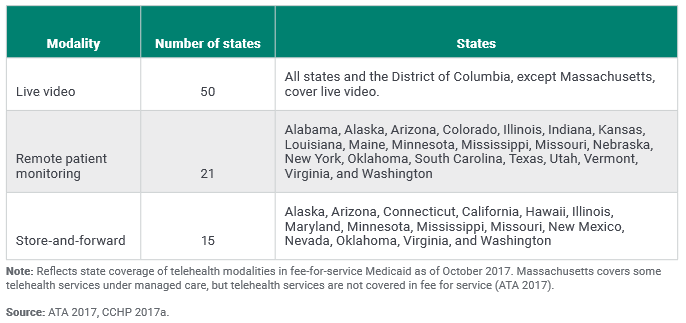 Modality Number of states States
Live video 50 All states and the District of Columbia, except Massachusetts,
cover live video.
Remote patient
monitoring 21 Alabama, Alaska, Arizona, Colorado, Illinois, Indiana, Kansas,
Louisiana, Maine, Minnesota, Mississippi, Missouri, Nebraska,
New York, Oklahoma, South Carolina, Texas, Utah, Vermont,
Virginia, and Washington
Store-and-forward 15 Alaska, Arizona, Connecticut, California, Hawaii, Illinois,
Maryland, Minnesota, Mississippi, Missouri, New Mexico,
Nevada, Oklahoma, Virginia, and Washington
Note: Reflects state coverage of telehealth modalities in fee-for-service Medicaid as of October 2017. Massachusetts covers some
telehealth services under managed care, but telehealth services are not covered in fee for service (ATA 2017).
Source: ATA 2017, CCHP 2017a.